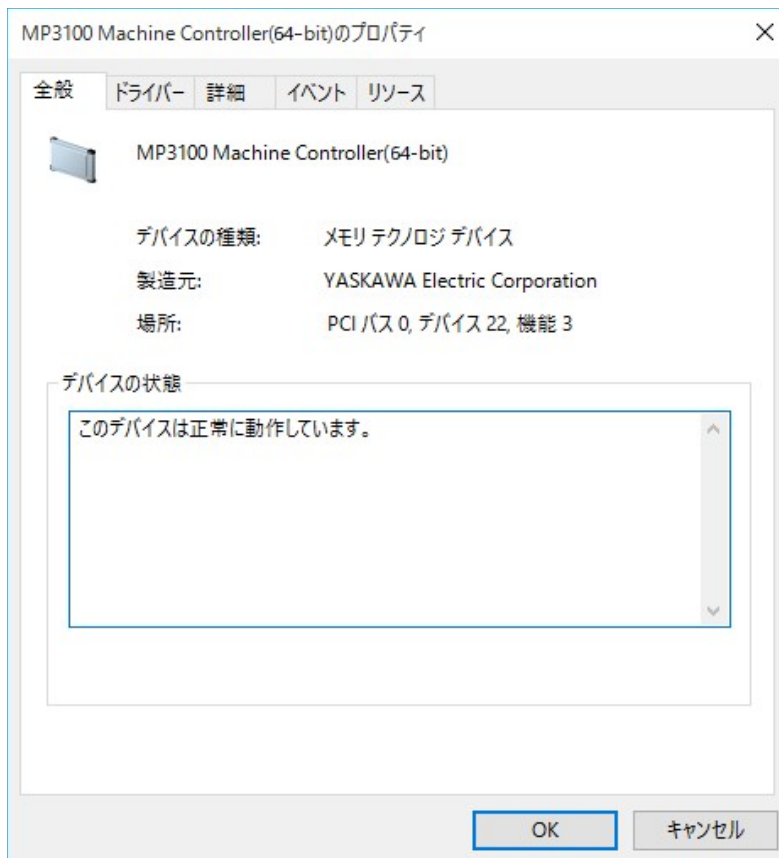 MP3100 Machine Controller(64-bit)のプロパティ
全般 ドライバー 詳細 イベント リソース
MP3100 Machine Controller(64-bit)
デバイスの種類: メモリ テクノロジ デバイス
製造元: YASKAWA Electric Corporation
場所: PCI バス 0, デバイス 22, 機能 3
デバイスの状態
このデバイスは正常に動作しています。
OK キャンセル